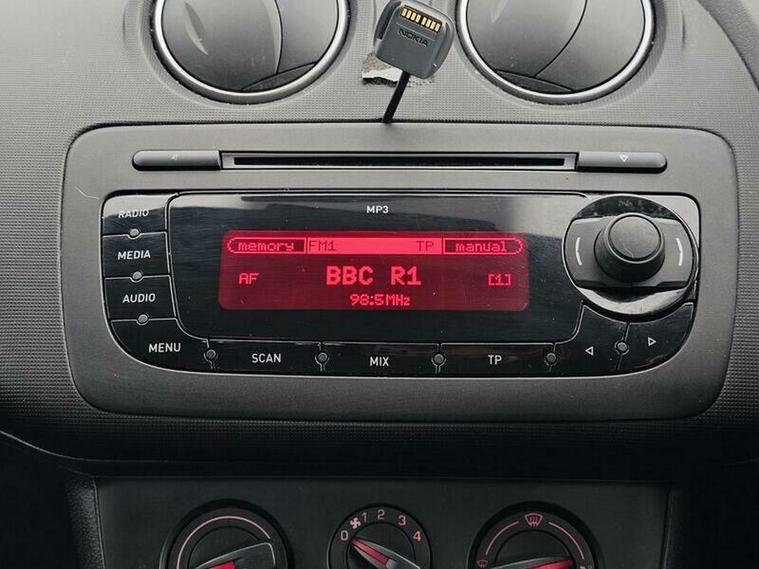 NOKIA
MP3
RADIO
MEDIA
AUDIO
MENU
memory FM1 TP manual
AF BBC R1 [1]
98.5MHz
SCAN MIX TP
0 1 2 3 4